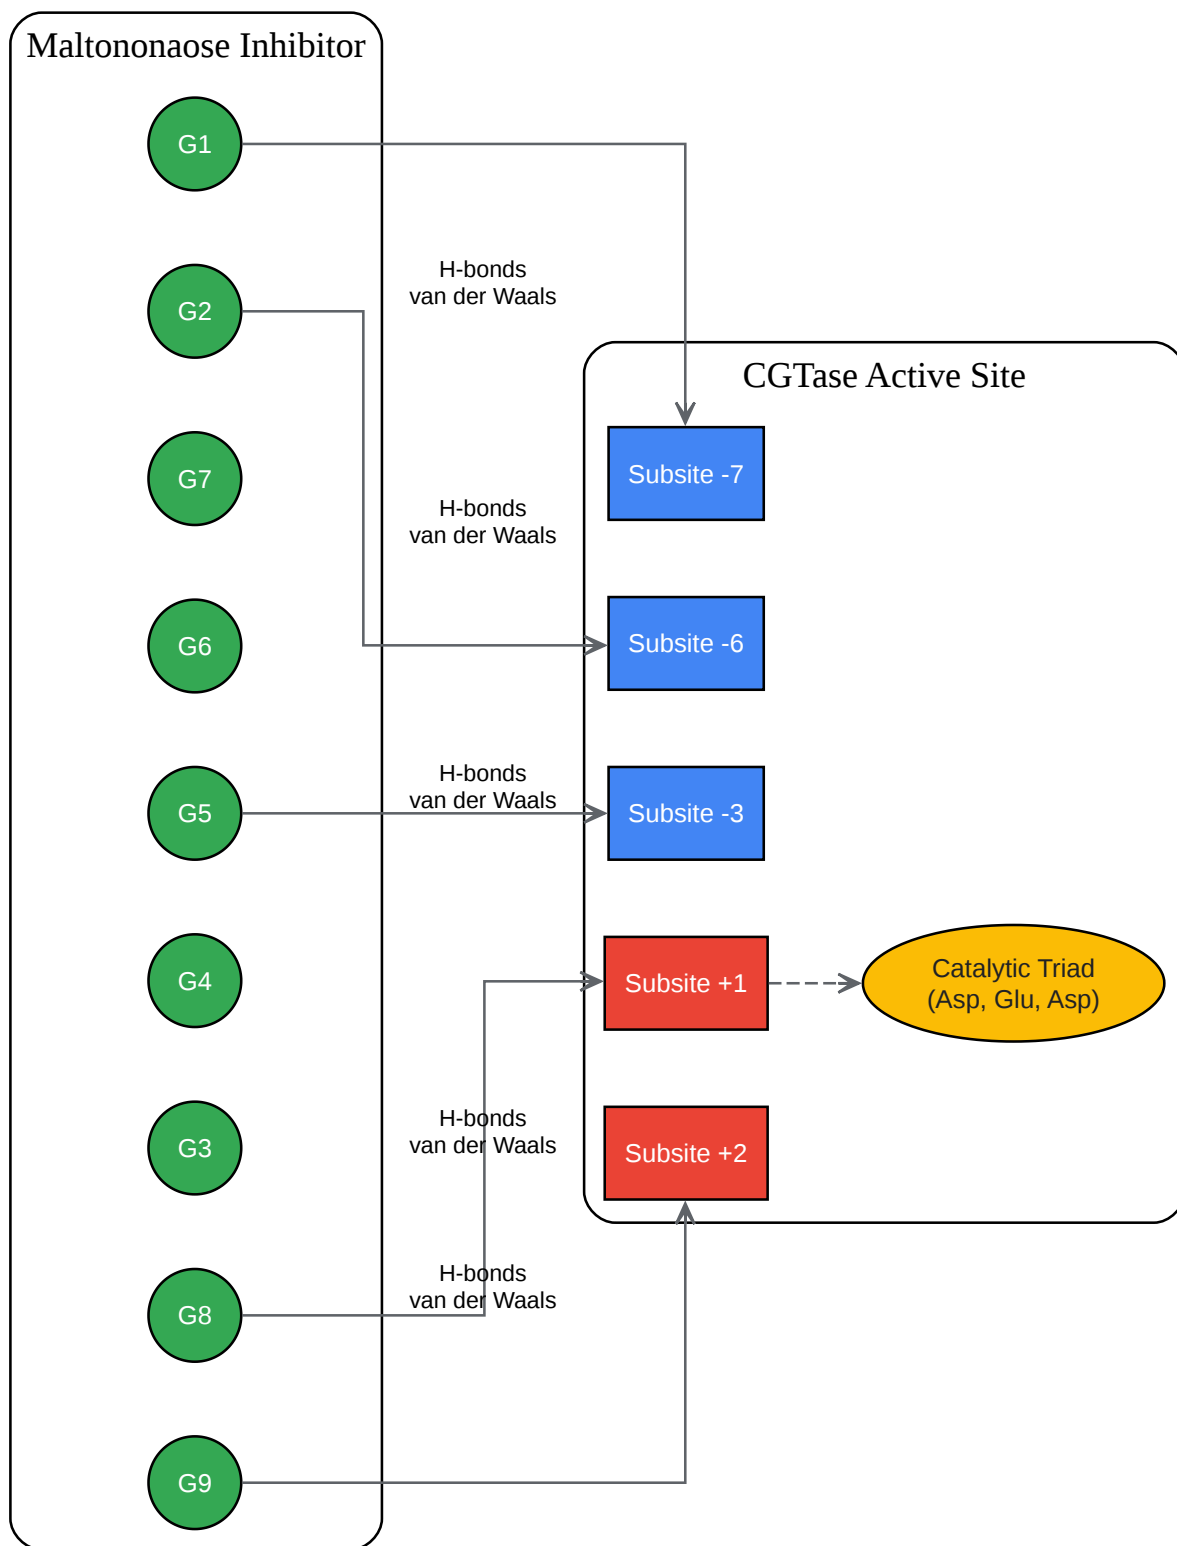 Maltononaose Inhibitor
G1
G2
G7
G6
G5
G4
G3
G8
G9
H-bonds
van der Waals
H-bonds
van der Waals
H-bonds
van der Waals
H-bonds
van der Waals
H-bonds
van der Waals
CGTase Active Site
Subsite -7
Subsite -6
Subsite -3
Subsite +1
Subsite +2
Catalytic Triad
(Asp, Glu, Asp)